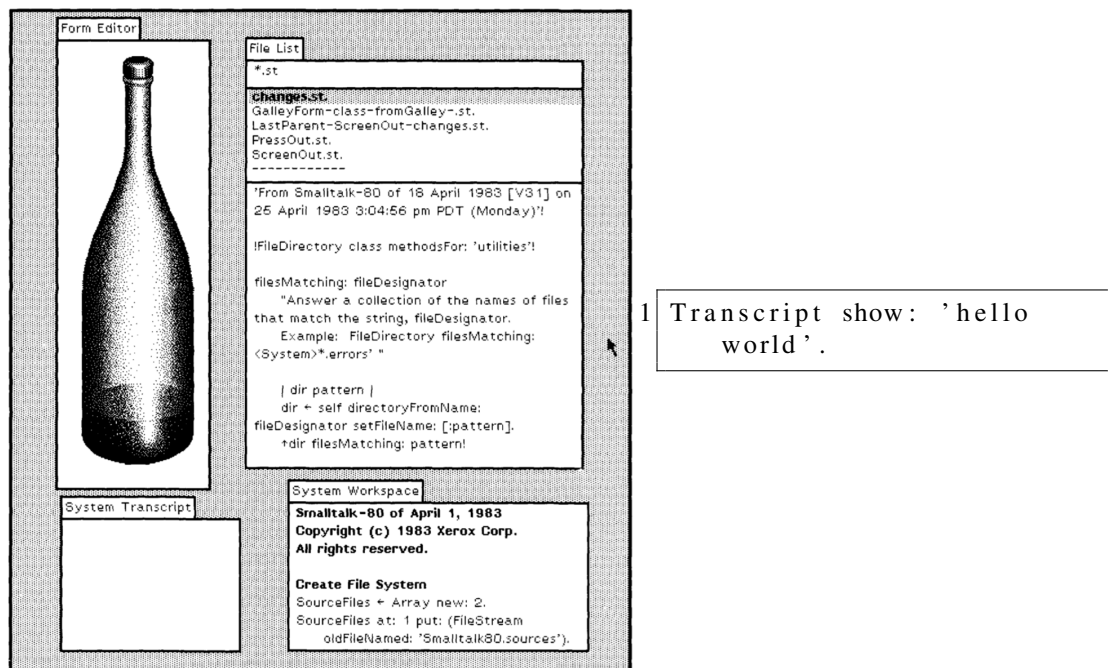 Form Editor
File List
*.st
changes.st.
GalleyForm-class-fromGalley-.st.
LastParent-ScreenOut-changes.st.
PressOut.st.
ScreenOut.st.
------------
'From Smalltalk-80 of 18 April 1983 [V31] on
25 April 1983 3:04:56 pm PDT (Monday)'!
!FileDirectory class methodsFor: 'utilities'!
filesMatching: fileDesignator
"Answer a collection of the names of files
that match the string, fileDesignator.
Example: FileDirectory filesMatching:
<System>*.errors' "
| dir pattern |
dir ← self directoryFromName:
fileDesignator setFileName: [:pattern].
↑dir filesMatching: pattern!
System Transcript
System Workspace
Smalltalk-80 of April 1, 1983
Copyright (c) 1983 Xerox Corp.
All rights reserved.
Create File System
SourceFiles ← Array new: 2.
SourceFiles at: 1 put: (FileStream
oldFileNamed: 'Smalltalk80.sources').
1 Transcript show: 'hello
world'.